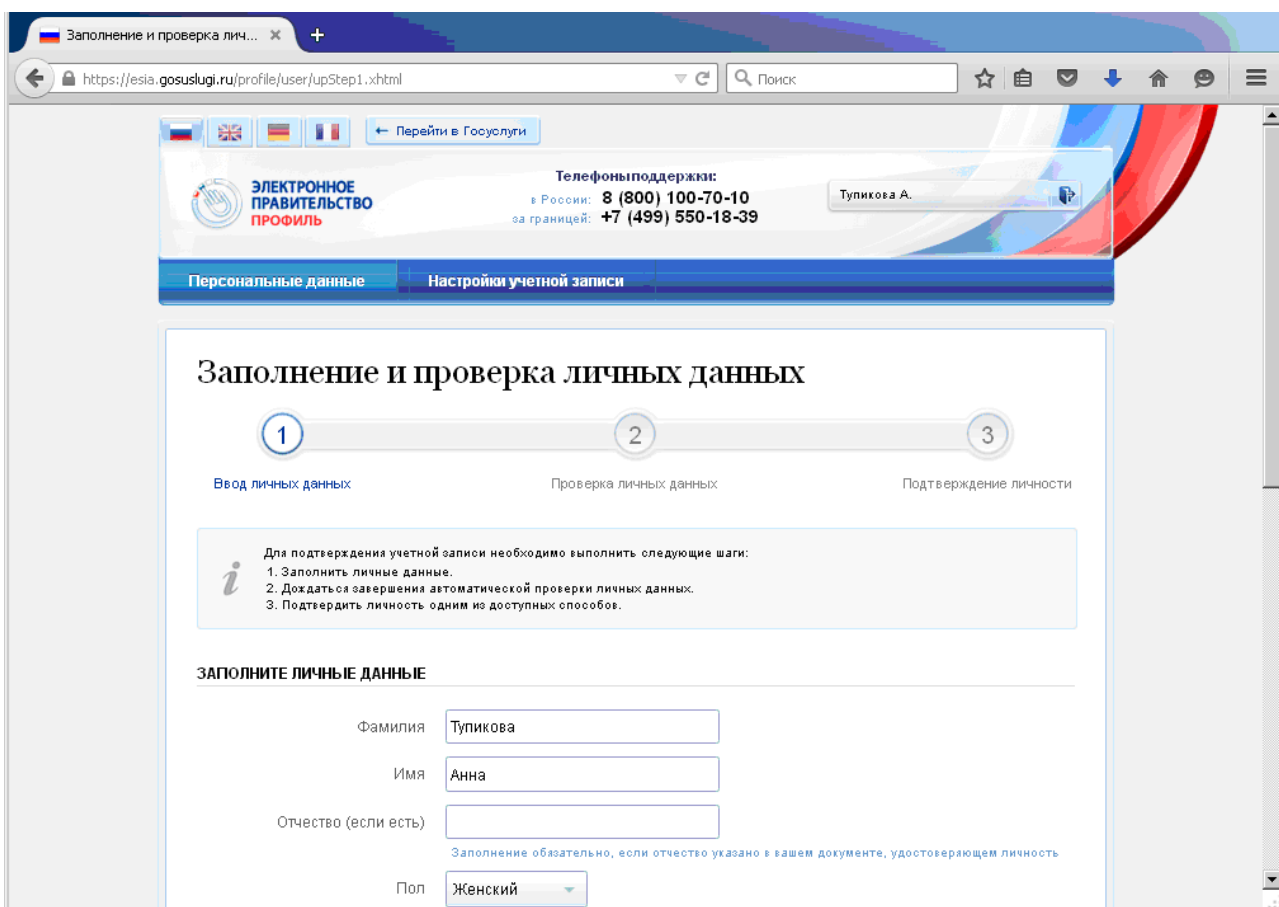 Заполнение и проверка лич...
https://esia.gosuslugi.ru/profile/user/upStep1.xhtml
Поиск
← Перейти в Госуслуги
ЭЛЕКТРОННОЕ
ПРАВИТЕЛЬСТВО
ПРОФИЛЬ
Телефоны поддержки:
в России: 8 (800) 100-70-10
за границей: +7 (499) 550-18-39
Тупикова А.
Персональные данные Настройки учетной записи
Заполнение и проверка личных данных
1 2 3
Ввод личных данных Проверка личных данных Подтверждение личности
Для подтверждения учетной записи необходимо выполнить следующие шаги:
1. Заполнить личные данные.
2. Дождаться завершения автоматической проверки личных данных.
3. Подтвердить личность одним из доступных способов.
ЗАПОЛНИТЕ ЛИЧНЫЕ ДАННЫЕ
Фамилия Тупикова
Имя Анна
Отчество (если есть)
Заполнение обязательно, если отчество указано в вашем документе, удостоверяющем личность
Пол Женский